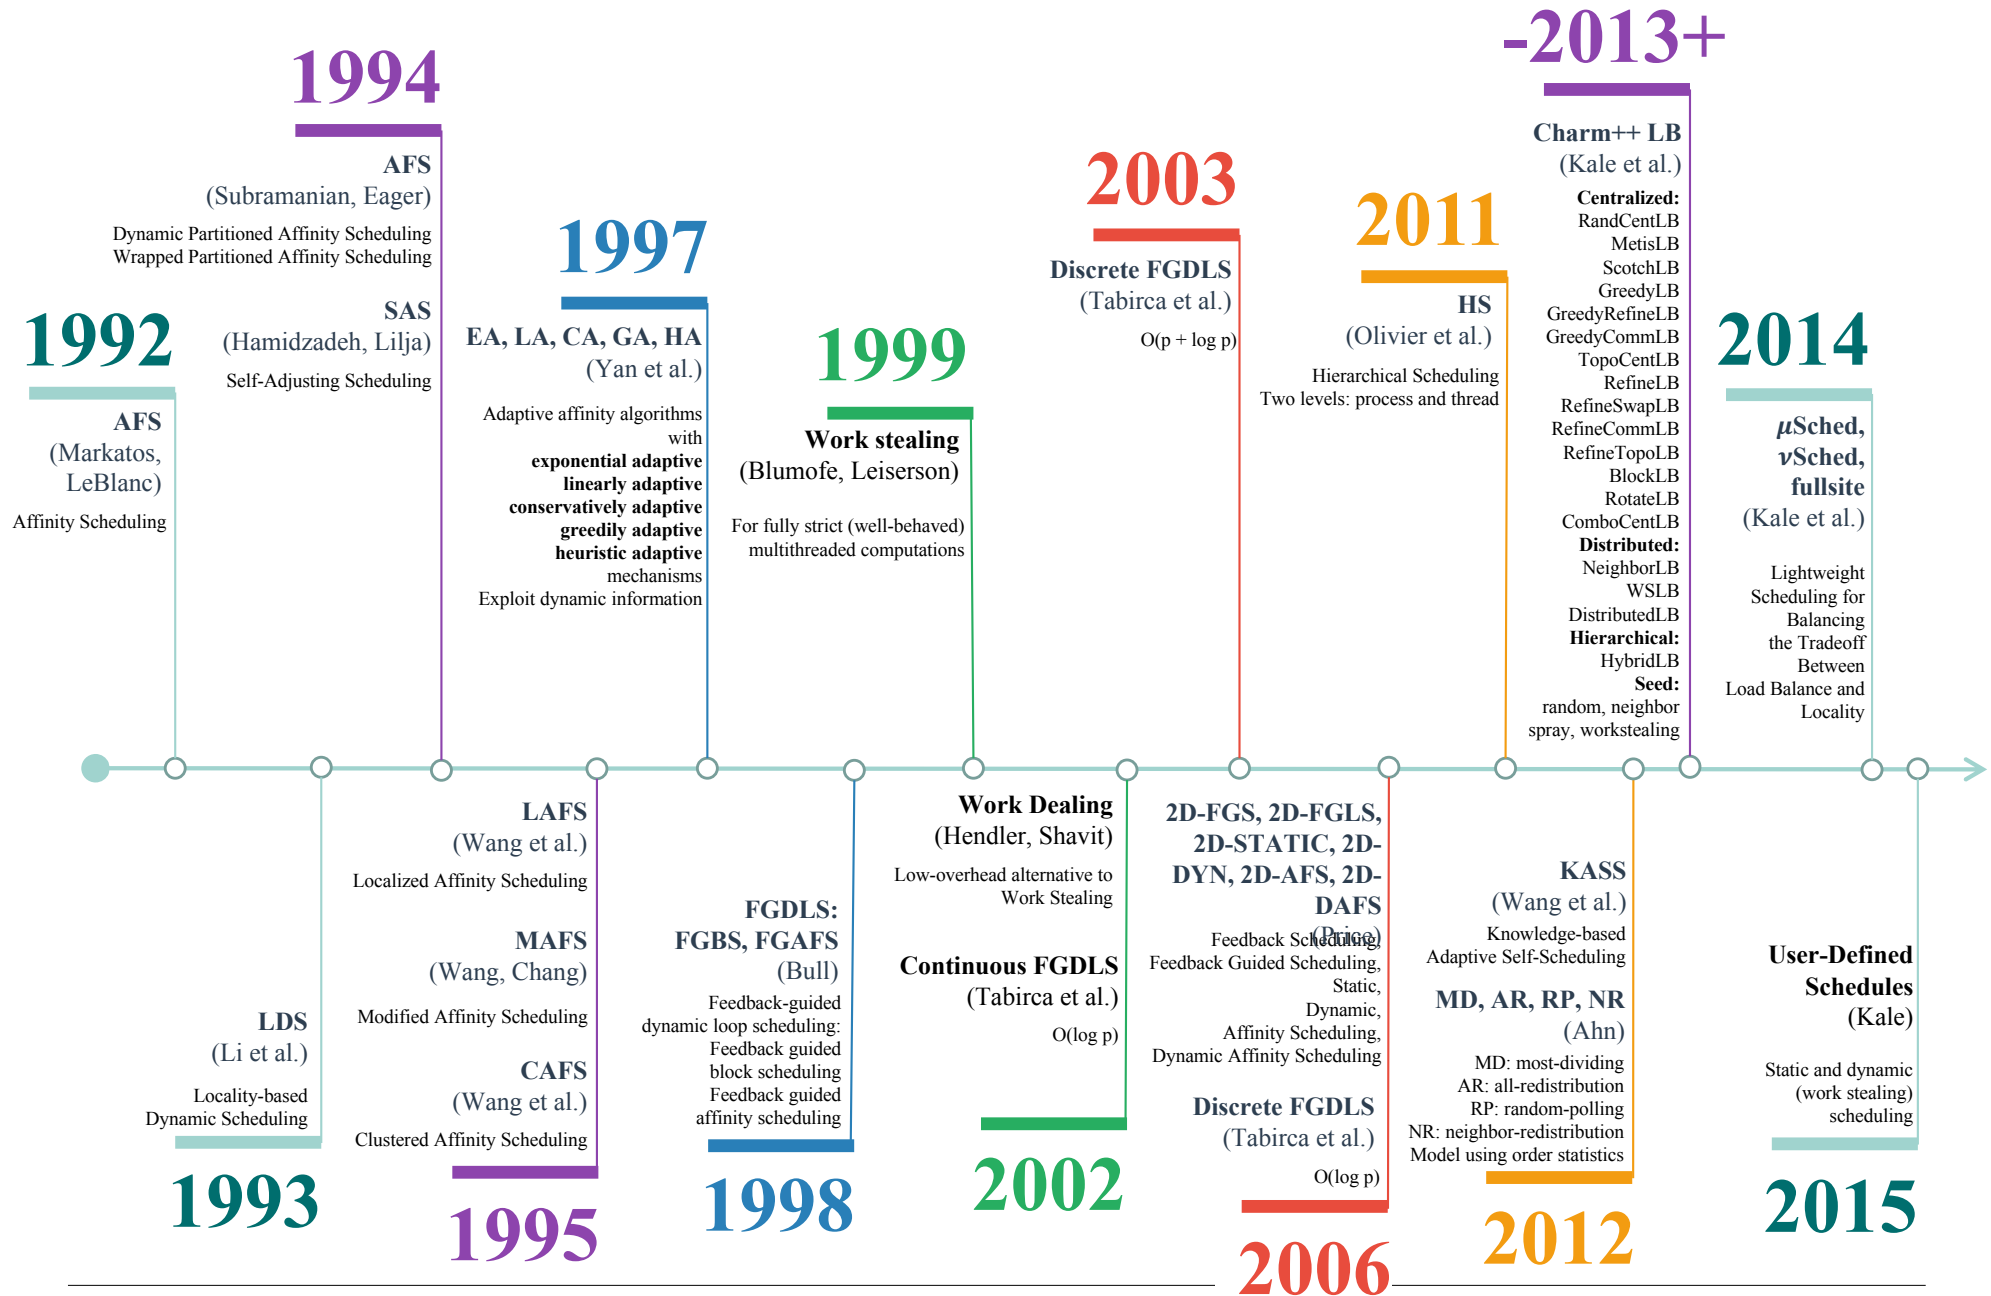 1992
AFS
(Markatos,
LeBlanc)
Affinity Scheduling
1993
LDS
(Li et al.)
Locality-based
Dynamic Scheduling
1994
AFS
(Subramanian, Eager)
Dynamic Partitioned Affinity Scheduling
Wrapped Partitioned Affinity Scheduling
SAS
(Hamidzadeh, Lilja)
Self-Adjusting Scheduling
LAFS
(Wang et al.)
Localized Affinity Scheduling
MAFS
(Wang, Chang)
Modified Affinity Scheduling
CAFS
(Wang et al.)
Clustered Affinity Scheduling
1995
1997
EA, LA, CA, GA, HA
(Yan et al.)
Adaptive affinity algorithms
with
exponential adaptive
linearly adaptive
conservatively adaptive
greedily adaptive
heuristic adaptive
mechanisms
Exploit dynamic information
FGDLS:
FGBS, FGAFS
(Bull)
Feedback-guided
dynamic loop scheduling:
Feedback guided
block scheduling
Feedback guided
affinity scheduling
1998
1999
Work stealing
(Blumofe, Leiserson)
For fully strict (well-behaved)
multithreaded computations
Work Dealing
(Hendler, Shavit)
Low-overhead alternative to
Work Stealing
Continuous FGDLS
(Tabirca et al.)
O(log p)
2002
2003
Discrete FGDLS
(Tabirca et al.)
O(p + log p)
2D-FGS, 2D-FGLS,
2D-STATIC, 2D-
DYN, 2D-AFS, 2D-
DAFS
(Price)
Feedback Scheduling,
Feedback Guided Scheduling,
Static,
Dynamic,
Affinity Scheduling,
Dynamic Affinity Scheduling
Discrete FGDLS
(Tabirca et al.)
O(log p)
2006
2011
HS
(Olivier et al.)
Hierarchical Scheduling
Two levels: process and thread
KASS
(Wang et al.)
Knowledge-based
Adaptive Self-Scheduling
MD, AR, RP, NR
(Ahn)
MD: most-dividing
AR: all-redistribution
RP: random-polling
NR: neighbor-redistribution
Model using order statistics
2012
-2013+
Charm++ LB
(Kale et al.)
Centralized:
RandCentLB
MetisLB
ScotchLB
GreedyLB
GreedyRefineLB
GreedyCommLB
TopoCentLB
RefineLB
RefineSwapLB
RefineCommLB
RefineTopoLB
BlockLB
RotateLB
ComboCentLB
Distributed:
NeighborLB
WSLB
DistributedLB
Hierarchical:
HybridLB
Seed:
random, neighbor
spray, workstealing
2014
μSched,
νSched,
fullsite
(Kale et al.)
Lightweight
Scheduling for
Balancing
the Tradeoff
Between
Load Balance and
Locality
User-Defined
Schedules
(Kale)
Static and dynamic
(work stealing)
scheduling
2015